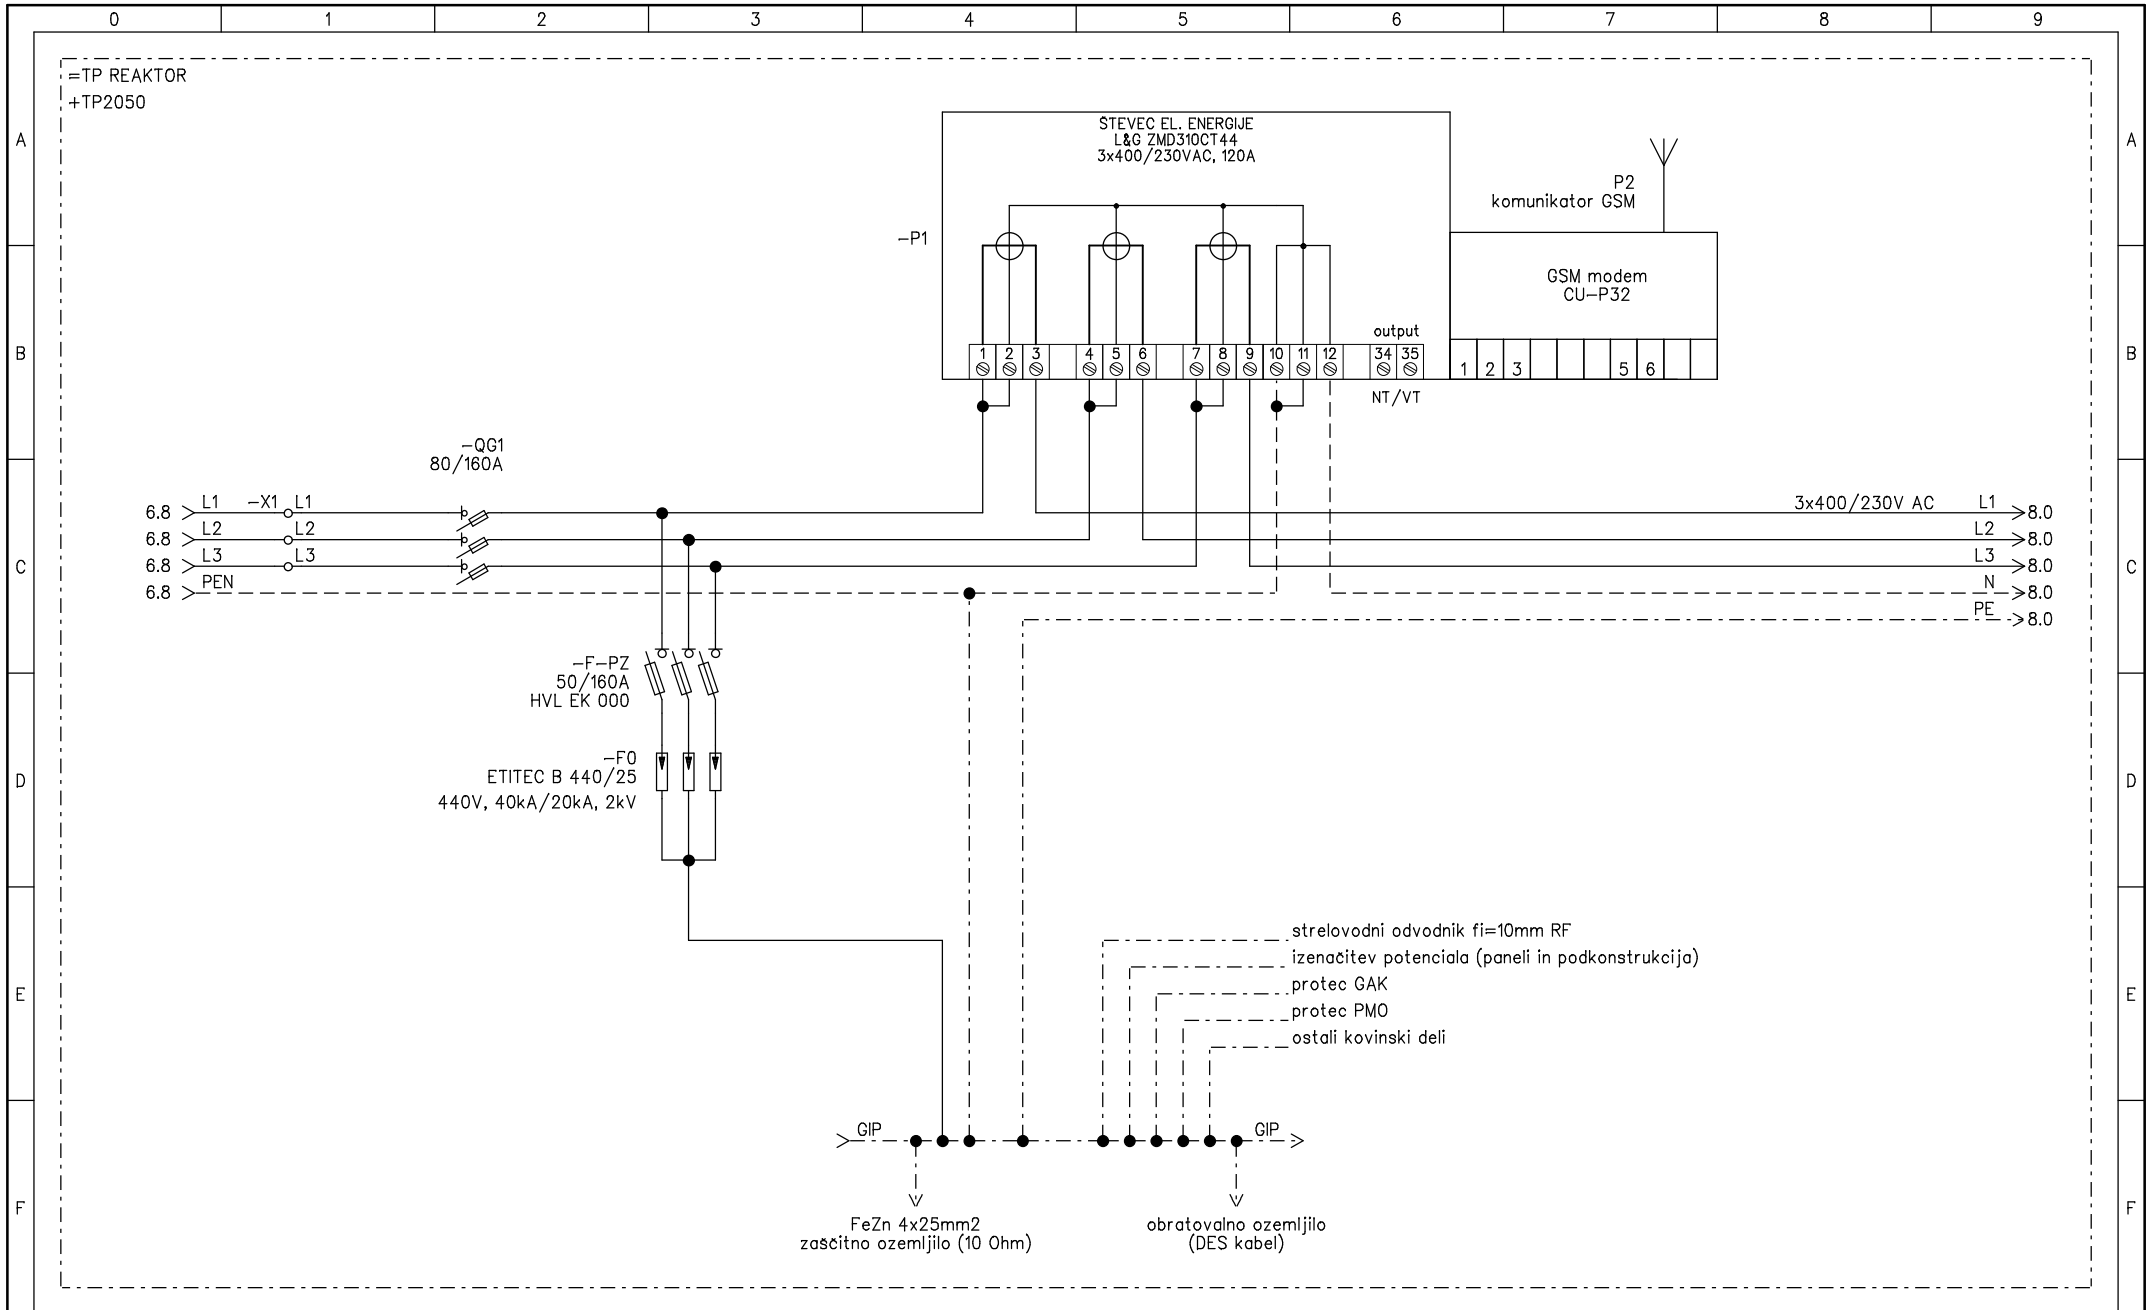 0 1 2 3 4 5 6 7 8 9
=TP REAKTOR
+TP2050
A A
ŠTEVEC EL. ENERGIJE
L&G ZMD310CT44
3x400/230VAC, 120A
P2
komunikator GSM
-P1
GSM modem
CU-P32
output
B B
1 2 3 4 5 6 7 8 9 10 11 12 34 35
1 2 3 5 6
NT/VT
-QG1
80/160A
6.8 L1 -X1 L1 3x400/230V AC L1 8.0
6.8 L2 L2 L2 8.0
6.8 L3 L3 L3 8.0
C C
6.8 PEN N 8.0
PE 8.0
-F-PZ
50/160A
HVL EK 000
-F0
ETITEC B 440/25
440V, 40kA/20kA, 2kV
D D
strelovodni odvodnik fi=10mm RF
izenačitev potenciala (paneli in podkonstrukcija)
protec GAK
E E
protec PMO
ostali kovinski deli
GIP GIP
F F
FeZn 4x25mm2
zaščitno ozemljilo (10 Ohm)
obratovalno ozemljilo
(DES kabel)